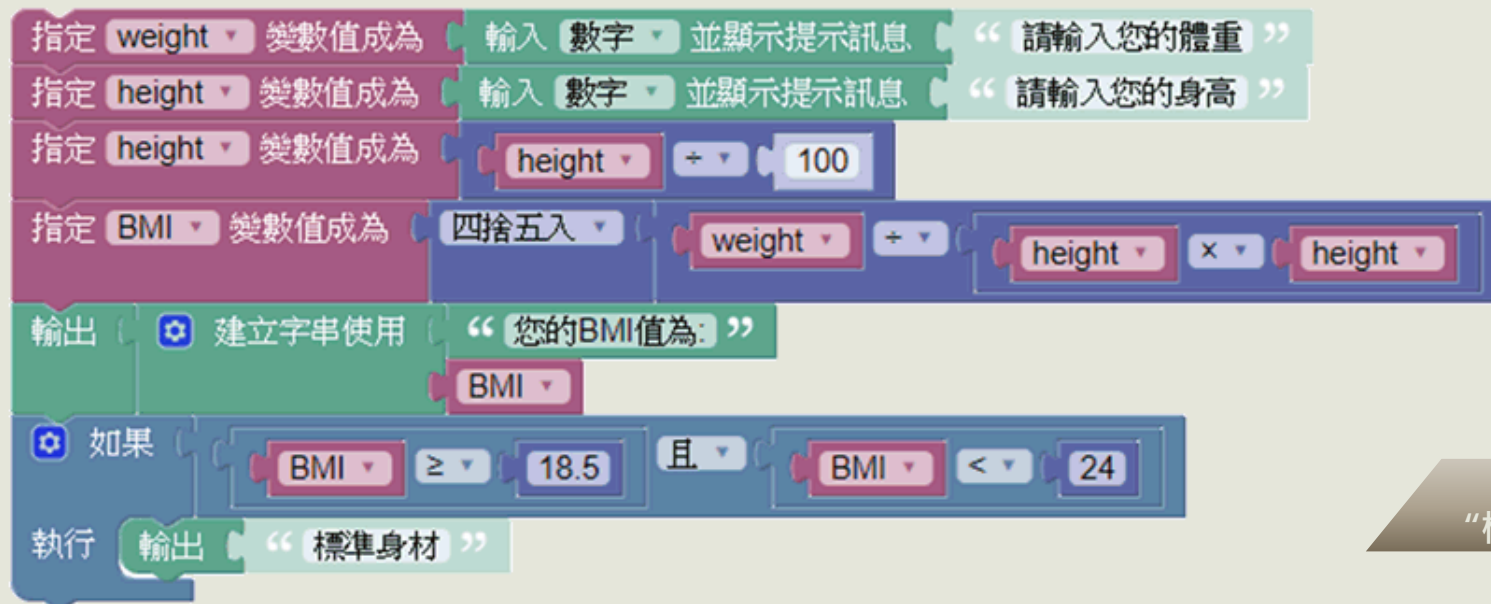 指定 weight 變數值成為 輸入 數字 並顯示提示訊息 “ 請輸入您的體重 ”
指定 height 變數值成為 輸入 數字 並顯示提示訊息 “ 請輸入您的身高 ”
指定 height 變數值成為 height ÷ 100
指定 BMI 變數值成為 四捨五入 weight ÷ height × height
輸出 建立字串使用 “ 您的BMI值為: ”
BMI
如果 BMI ≥ 18.5 且 BMI < 24
執行 輸出 “ 標準身材 ”